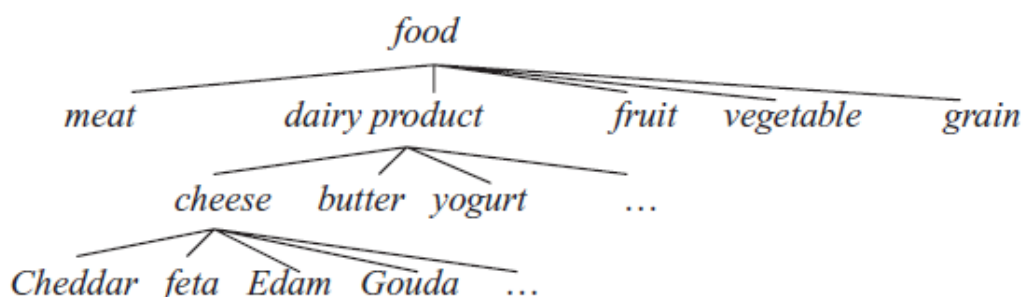 food
meat dairy product fruit vegetable grain
cheese butter yogurt …
Cheddar feta Edam Gouda …